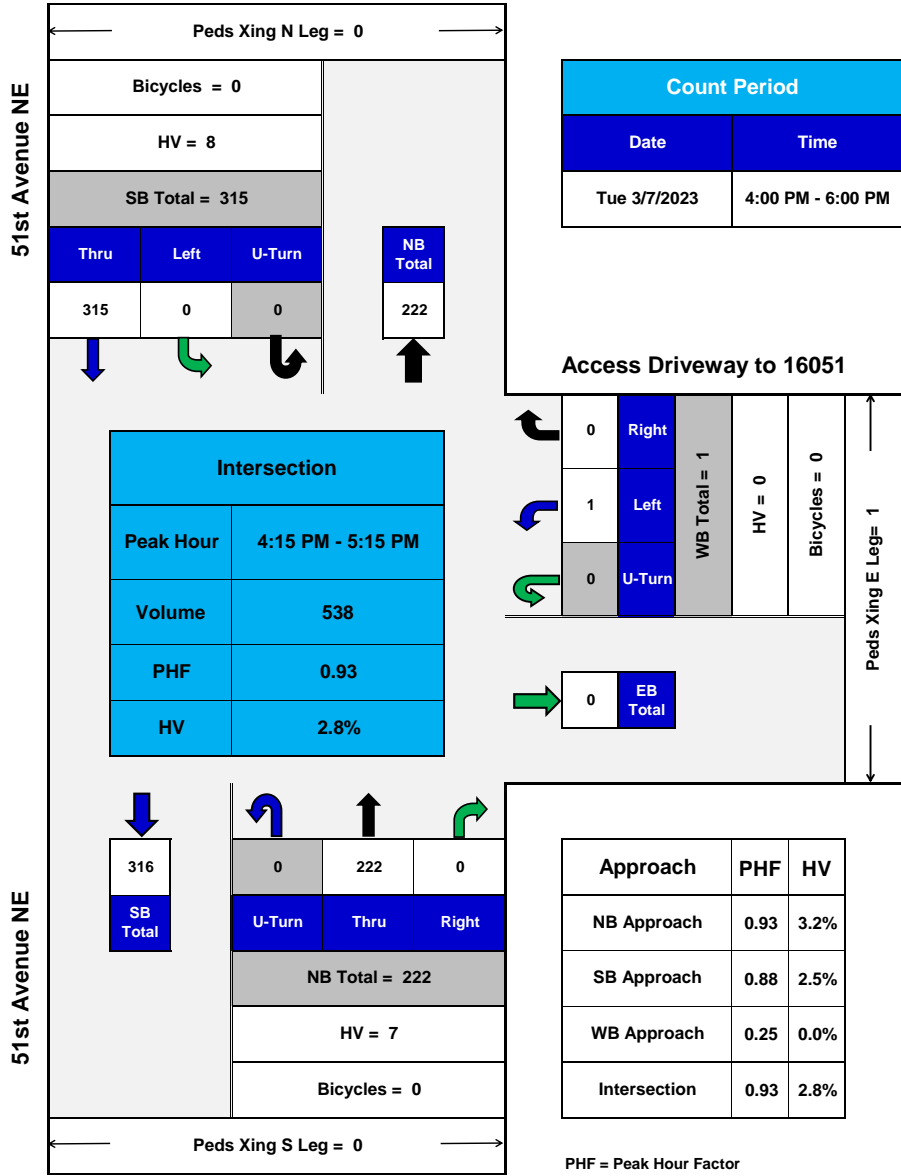 Peds Xing N Leg = 0
51st Avenue NE
Bicycles = 0
HV = 8
SB Total = 315
Thru Left U-Turn
315 0 0
NB
Total
222
Count Period
Date Time
Tue 3/7/2023 4:00 PM - 6:00 PM
Access Driveway to 16051
0 Right
1 Left
0 U-Turn
WB Total = 1
HV = 0
Bicycles = 0
Peds Xing E Leg= 1
Intersection
Peak Hour 4:15 PM - 5:15 PM
Volume 538
PHF 0.93
HV 2.8%
0 EB
Total
316
SB
Total
0 222 0
U-Turn Thru Right
NB Total = 222
HV = 7
Bicycles = 0
51st Avenue NE
Peds Xing S Leg = 0
Approach PHF HV
NB Approach 0.93 3.2%
SB Approach 0.88 2.5%
WB Approach 0.25 0.0%
Intersection 0.93 2.8%
PHF = Peak Hour Factor